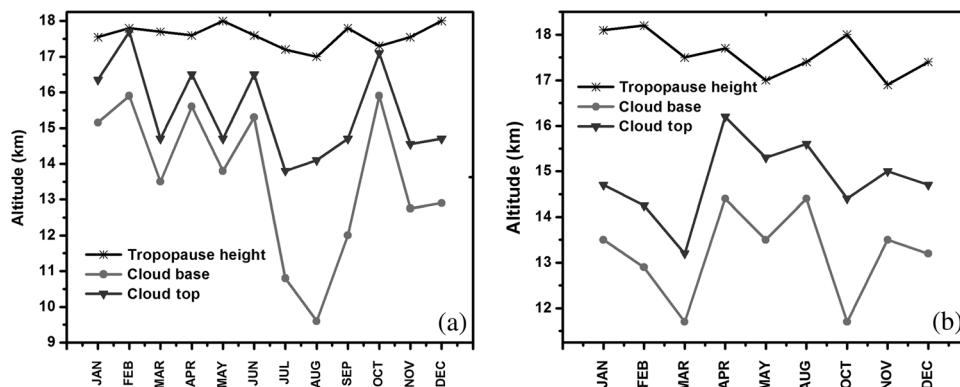 Altitude (km)
18
17
16
15
14
13
12
11
10
9
Tropopause height
Cloud base
Cloud top
(a)
JAN FEB MAR APR MAY JUN JUL AUG SEP OCT NOV DEC
Altitude (km)
18
17
16
15
14
13
12
Tropopause height
Cloud base
Cloud top
(b)
JAN FEB MAR APR MAY AUG OCT NOV DEC